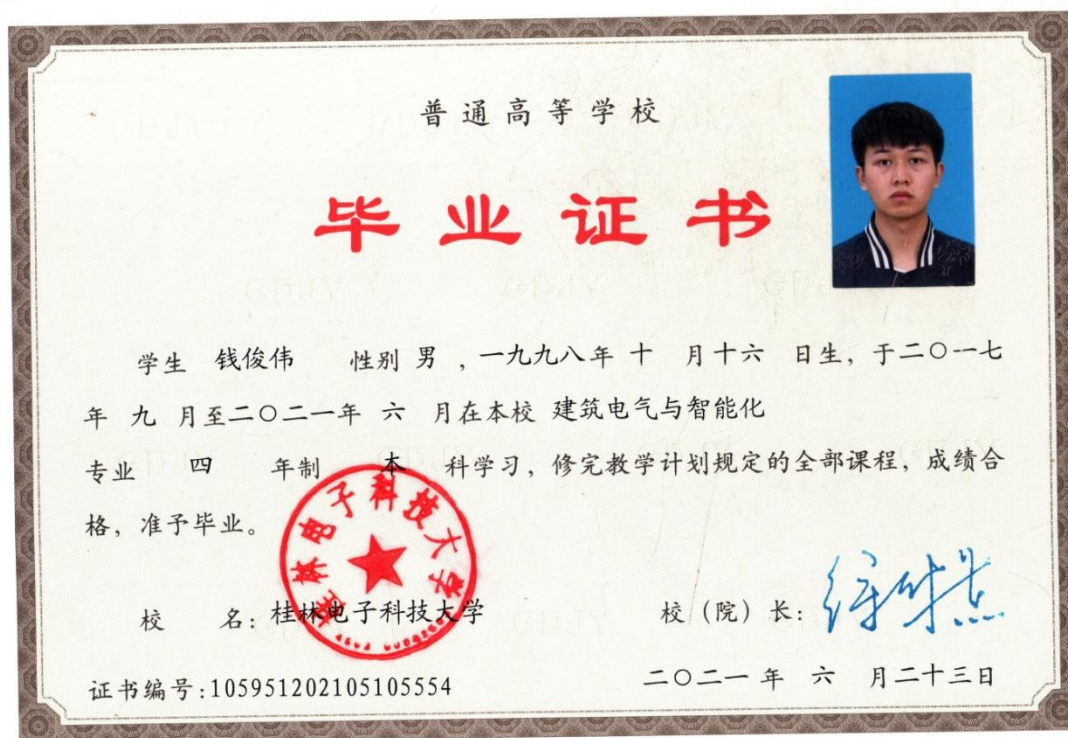 普通高等学校
毕业证书
学生 钱俊伟 性别 男 ，一九九八年 十 月十六 日生，于二〇一七
年 九 月至二〇二一年 六 月在本校 建筑电气与智能化
专业 四 年制 本 科学习，修完教学计划规定的全部课程，成绩合
格，准予毕业。
桂林电子科技大学
校 名：桂林电子科技大学 校（院）长：
证书编号:105951202105105554 二〇二一 年 六 月二十三日